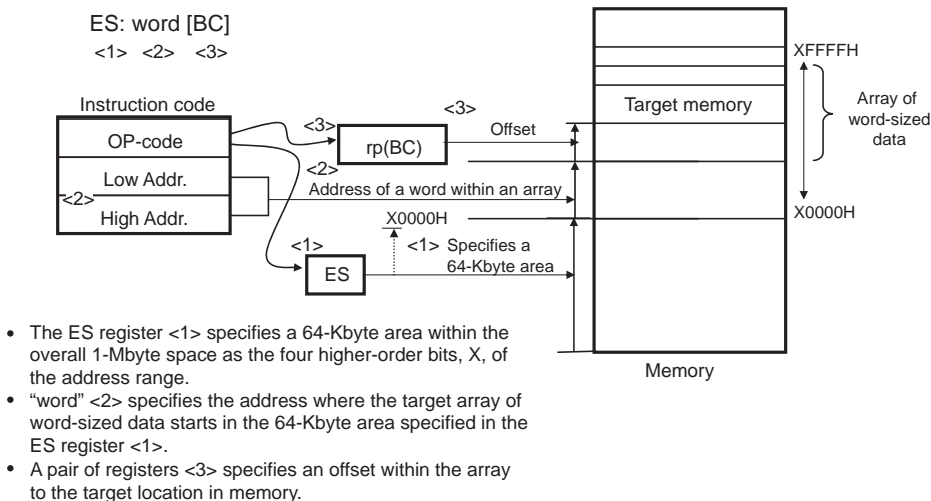 ES: word [BC]
<1> <2> <3>
XFFFFH
Instruction code
<3>
Target memory
Array of
word-sized
data
OP-code
<3>
rp(BC)
Offset
<2>
Low Addr.
Address of a word within an array
<2>
High Addr.
X0000H
X0000H
<1>
<1> Specifies a
64-Kbyte area
ES
Memory
• The ES register <1> specifies a 64-Kbyte area within the
overall 1-Mbyte space as the four higher-order bits, X, of
the address range.
• “word” <2> specifies the address where the target array of
word-sized data starts in the 64-Kbyte area specified in the
ES register <1>.
• A pair of registers <3> specifies an offset within the array
to the target location in memory.